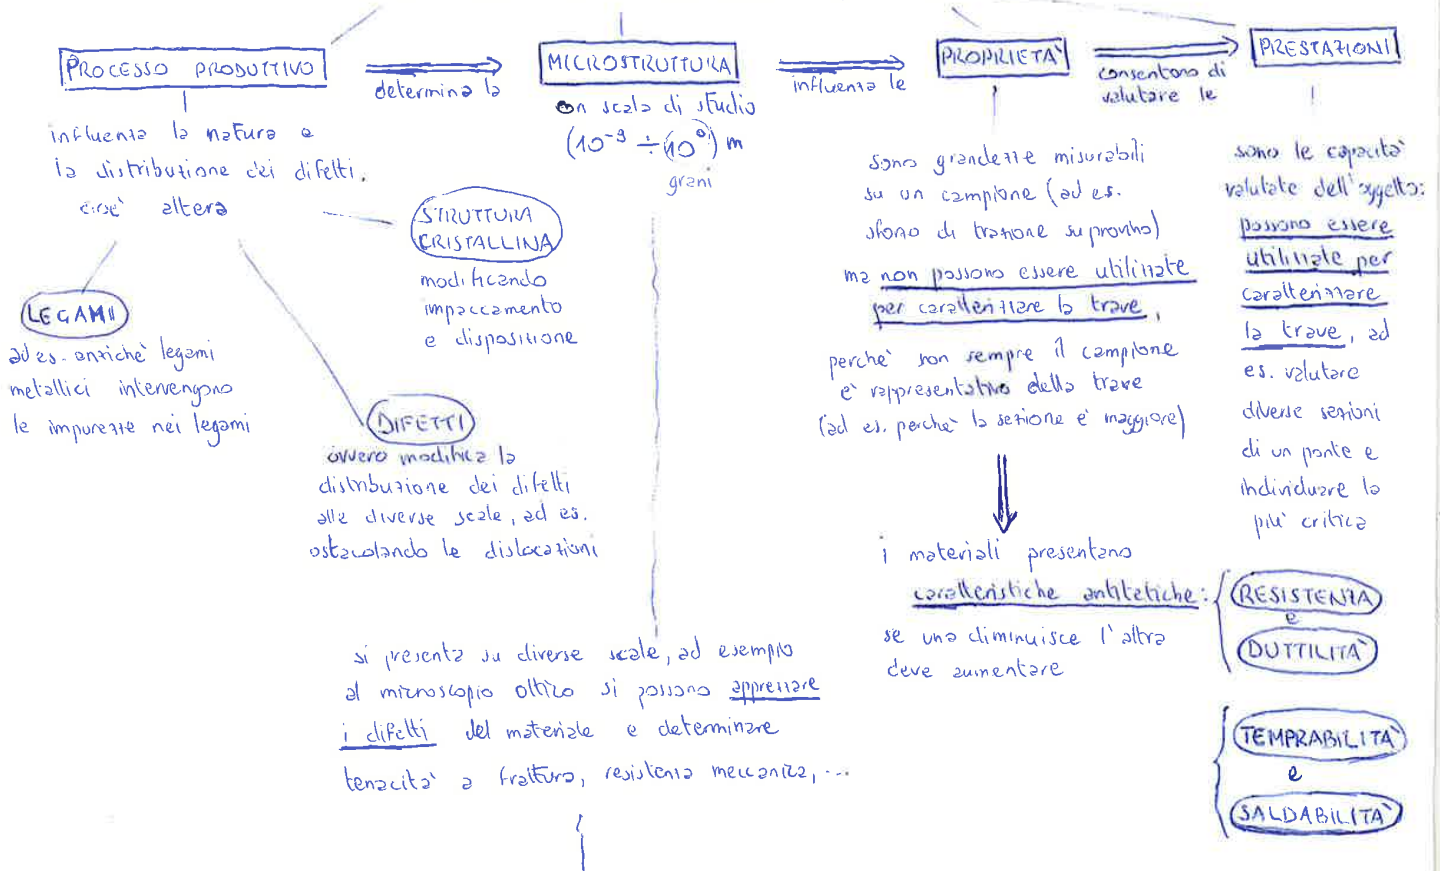 PROCESSO PRODUTTIVO
determina la
MICROSTRUTTURA
influenza le
PROPRIETÀ
consentono di
valutare le
PRESTAZIONI
influenza la natura e
la distribuzione dei difetti.
cioè altera
LEGAMI
ad es. anziché legami
metallici intervengono
le impurezze nei legami
STRUTTURA
CRISTALLINA
modificando
impaccamento
e disposizione
DIFETTI
ovvero modifica la
distribuzione dei difetti
alle diverse scale, ad es.
ostacolando le dislocazioni
on scala di studio
(10⁻⁹ ÷ (10⁰) m
grani
si presenta su diverse scale, ad esempio
al microscopio ottico si possono apprezzare
i difetti del materiale e determinare
tenacità a frattura, resistenza meccanica, ...
sono grandezze misurabili
su un campione (ad es.
sforzo di trazione su provino)
ma non possono essere utilizzate
per caratterizzare la trave,
perché non sempre il campione
è rappresentativo della trave
(ad es. perché la sezione è maggiore)
i materiali presentano
caratteristiche antitetiche:
se una diminuisce l'altra
deve aumentare
RESISTENZA
e
DUTTILITÀ
TEMPRABILITÀ
e
SALDABILITÀ
sono le capacità
valutate dell'oggetto:
possono essere
utilizzate per
caratterizzare
la trave, ad
es. valutare
diverse sezioni
di un ponte e
individuare la
più critica